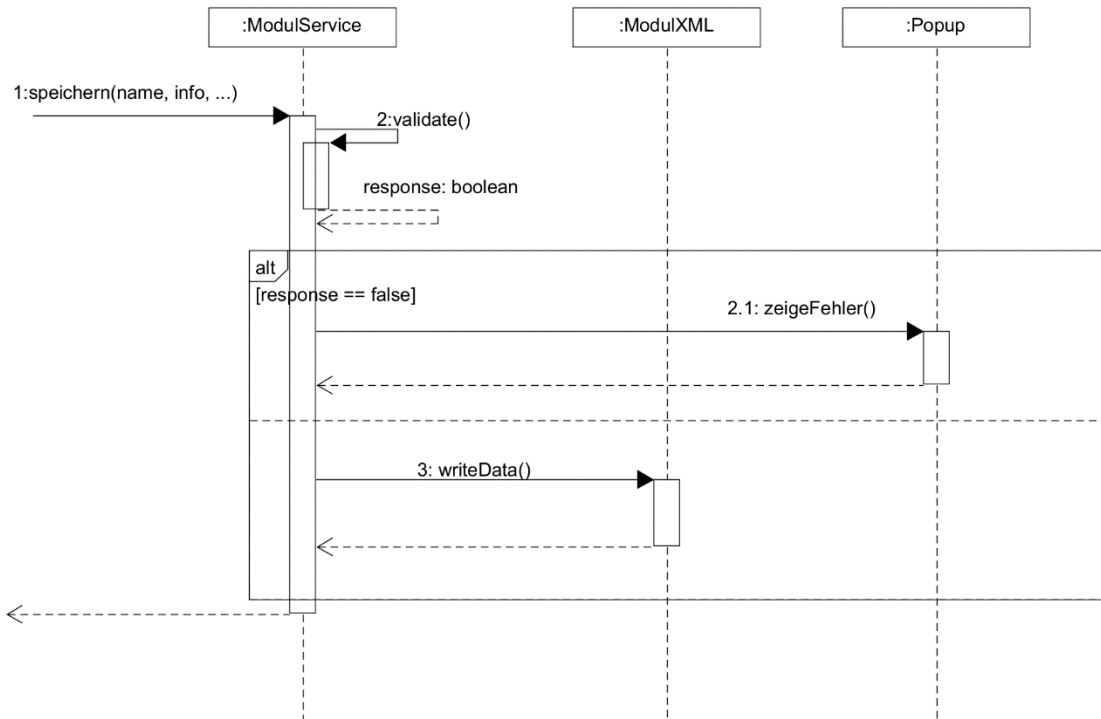 :ModulService
:ModulXML
:Popup
1:speichern(name, info, ...)
2:validate()
response: boolean
alt
[response == false]
2.1: zeigeFehler()
3: writeData()